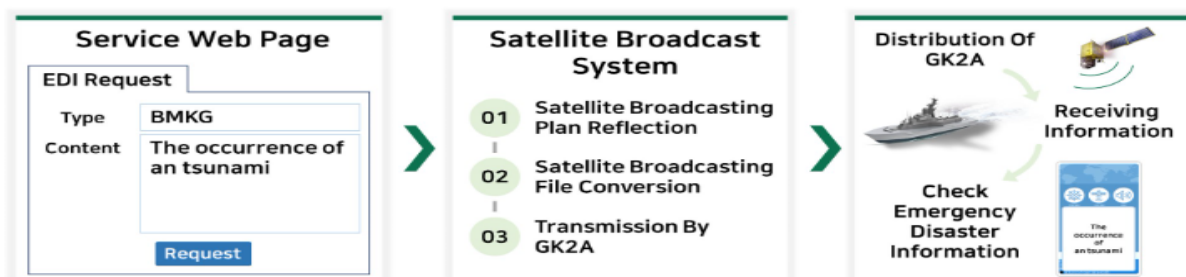 Service Web Page
EDI Request
Type
BMKG
Content
The occurrence of
an tsunami
Request
Satellite Broadcast
System
01
Satellite Broadcasting
Plan Reflection
02
Satellite Broadcasting
File Conversion
03
Transmission By
GK2A
Distribution Of
GK2A
Receiving
Information
Check
Emergency
Disaster
Information
The
occurrence
of
an tsunami